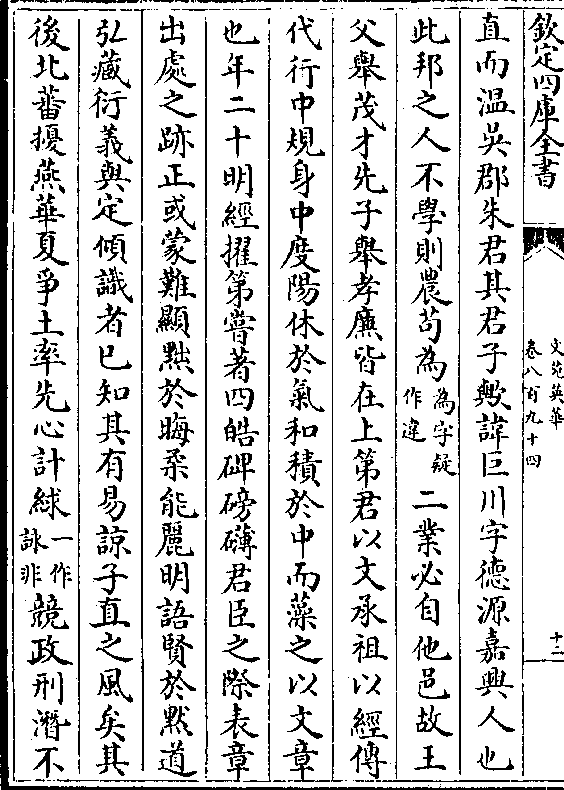 欽定四庫全書
文苑英華
卷八百九十四
十二
直而溫吳郡朱君其君子歟諱巨川字德源嘉興人也
此邦之人不學則農苟為為字疑作違二業必自他邑故王
父舉茂才先子舉孝廉皆在上第君以文承祖以經傳
代行中規身中度陽休於氣和積於中而藻之以文章
也年二十明經擢第嘗著四皓碑磅礴君臣之際表章
出處之跡正或蒙難顯黜於晦柔能麗明語賢於黙道
弘藏衍義與定傾識者已知其有易諒子直之風矣其
後北蕃擾燕華夏爭土率先心計絿一作詠非競政刑濳不